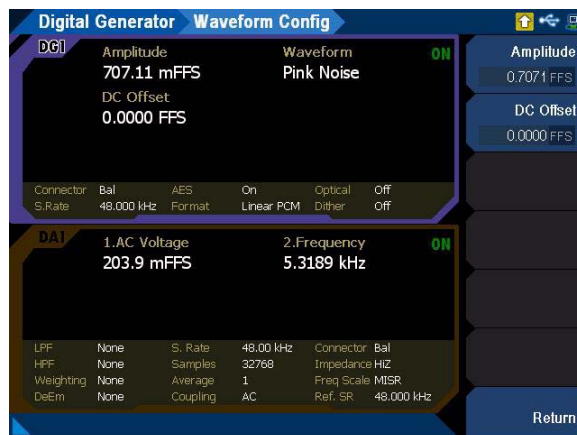 Digital Generator Waveform Config
DG1
Amplitude Waveform ON
707.11 mFFS Pink Noise
DC Offset
0.0000 FFS
Connector Bal AES On Optical Off
S.Rate 48.000 kHz Format Linear PCM Dither Off
DA1
1.AC Voltage 2.Frequency ON
203.9 mFFS 5.3189 kHz
LPF None S. Rate 48.00 kHz Connector Bal
HPF None Samples 32768 Impedance HiZ
Weighting None Average 1 Freq Scale MISR
DeEm None Coupling AC Ref. SR 48.000 kHz
Amplitude
0.7071 FFS
DC Offset
0.0000 FFS
Return